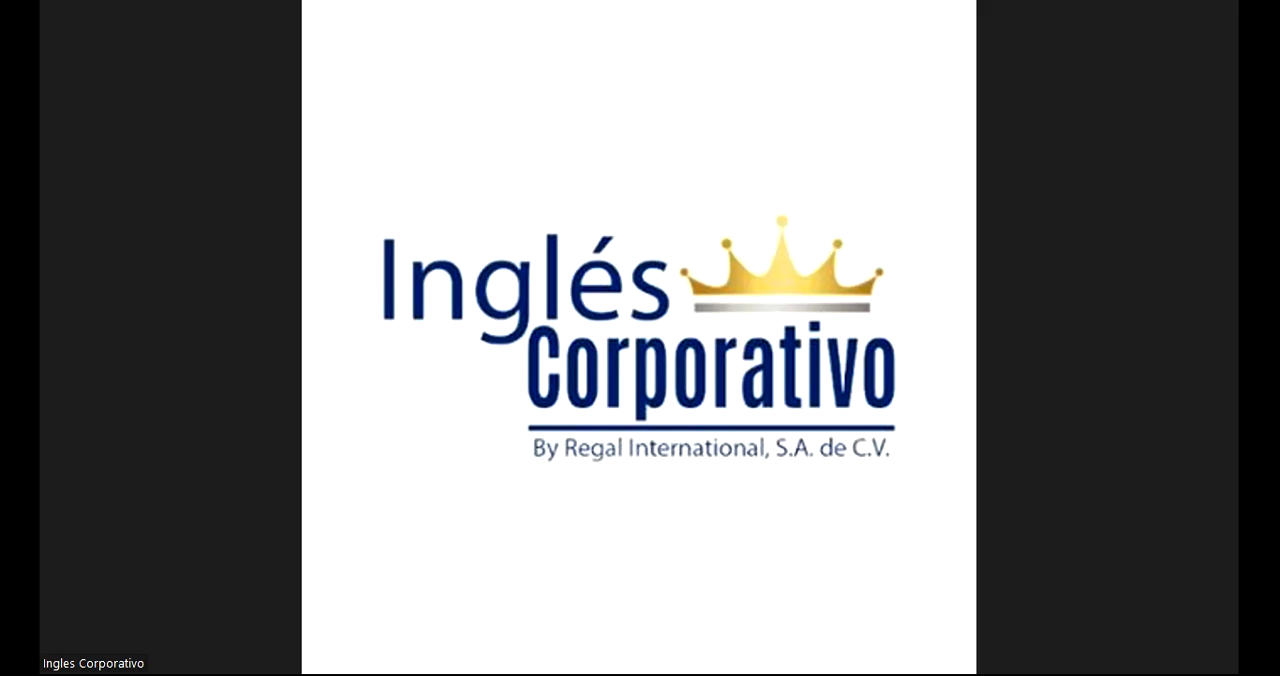 Inglés
Corporativo
By Regal International, S.A. de C.V.
Ingles Corporativo